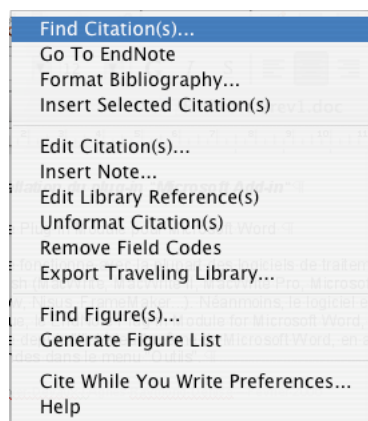 Find Citation(s)...
Go To EndNote
Format Bibliography...
Insert Selected Citation(s)
Edit Citation(s)...
Insert Note...
Edit Library Reference(s)
Unformat Citation(s)
Remove Field Codes
Export Traveling Library...
Find Figure(s)...
Generate Figure List
Cite While You Write Preferences...
Help